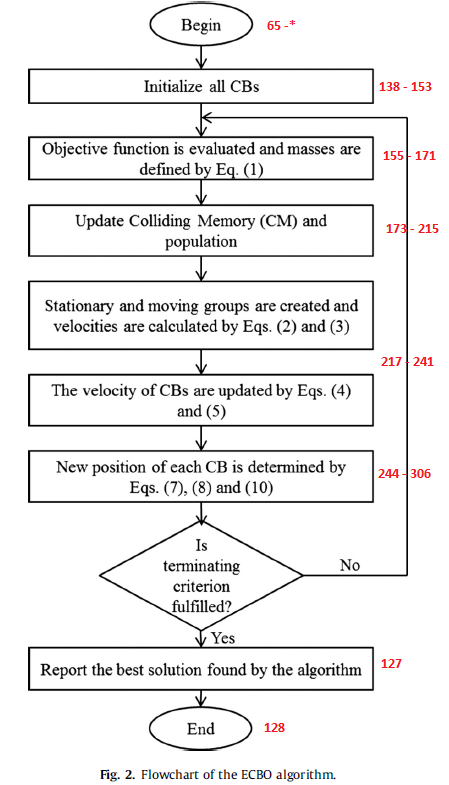 Begin
65 -*
Initialize all CBs
138 - 153
Objective function is evaluated and masses are
defined by Eq. (1)
155 - 171
Update Colliding Memory (CM) and
population
173 - 215
Stationary and moving groups are created and
velocities are calculated by Eqs. (2) and (3)
217 - 241
The velocity of CBs are updated by Eqs. (4)
and (5)
New position of each CB is determined by
Eqs. (7), (8) and (10)
244 - 306
Is
terminating
criterion
fulfilled?
No
Yes
Report the best solution found by the algorithm
127
End
128
Fig. 2. Flowchart of the ECBO algorithm.